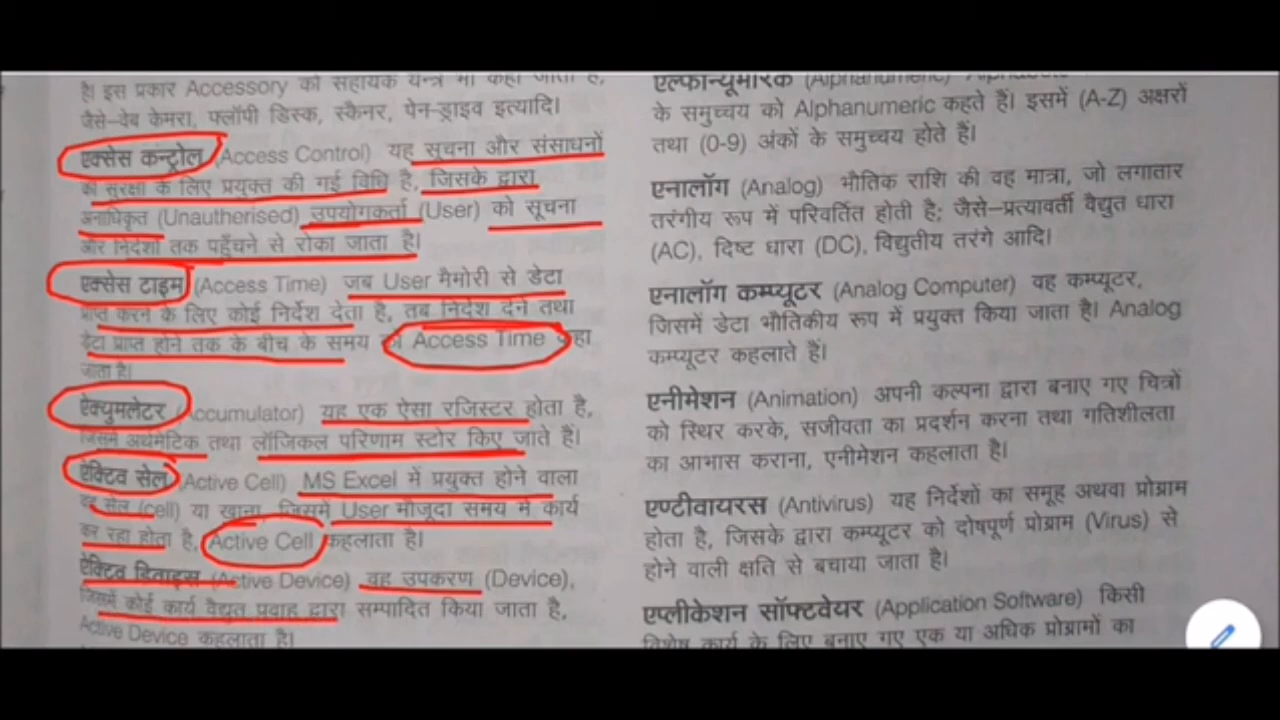 है। इस प्रकार Accessory को सहायक यन्त्र भी कहा जाता है,
जैसे-वेब केमरा, फ्लॉपी डिस्क, स्कैनर, पेन-ड्राइव इत्यादि।
एक्सेस कन्ट्रोल (Access Control) यह सूचना और संसाधनों
की सुरक्षा के लिए प्रयुक्त की गई विधि है, जिसके द्वारा
अनाधिकृत (Unautherised) उपयोगकर्ता (User) को सूचना
और निर्देशों तक पहुँचने से रोका जाता है।
एक्सेस टाइम (Access Time) जब User मैमोरी से डेटा
प्राप्त करने के लिए कोई निर्देश देता है, तब निर्देश देने तथा
डेटा प्राप्त होने तक के बीच के समय को Access Time कहा
जाता है।
ऐक्युमलेटर (Accumulator) यह एक ऐसा रजिस्टर होता है,
जिसमें अर्थमेटिक तथा लॉजिकल परिणाम स्टोर किए जाते हैं।
ऐक्टिव सेल (Active Cell) MS Excel में प्रयुक्त होने वाला
वह सेल (cell) या खाना, जिसमें User मौजूदा समय में कार्य
कर रहा होता है, Active Cell कहलाता है।
ऐक्टिव डिवाइस (Active Device) वह उपकरण (Device),
जिसमें कोई कार्य वैद्युत प्रवाह द्वारा सम्पादित किया जाता है,
Active Device कहलाता है।
एल्फान्यूमेरिक (Alphanumeric)
के समुच्चय को Alphanumeric कहते हैं। इसमें (A-Z) अक्षरों
तथा (0-9) अंकों के समुच्चय होते हैं।
एनालॉग (Analog) भौतिक राशि की वह मात्रा, जो लगातार
तरंगीय रूप में परिवर्तित होती है; जैसे-प्रत्यावर्ती वैद्युत धारा
(AC), दिष्ट धारा (DC), विद्युतीय तरंगे आदि।
एनालॉग कम्प्यूटर (Analog Computer) वह कम्प्यूटर,
जिसमें डेटा भौतिकीय रूप में प्रयुक्त किया जाता है। Analog
कम्प्यूटर कहलाते हैं।
एनीमेशन (Animation) अपनी कल्पना द्वारा बनाए गए चित्रों
को स्थिर करके, सजीवता का प्रदर्शन करना तथा गतिशीलता
का आभास कराना, एनीमेशन कहलाता है।
एण्टीवायरस (Antivirus) यह निर्देशों का समूह अथवा प्रोग्राम
होता है, जिसके द्वारा कम्प्यूटर को दोषपूर्ण प्रोग्राम (Virus) से
होने वाली क्षति से बचाया जाता है।
एप्लीकेशन सॉफ्टवेयर (Application Software) किसी
विशेष कार्य के लिए बनाए गए एक या अधिक प्रोग्रामों का